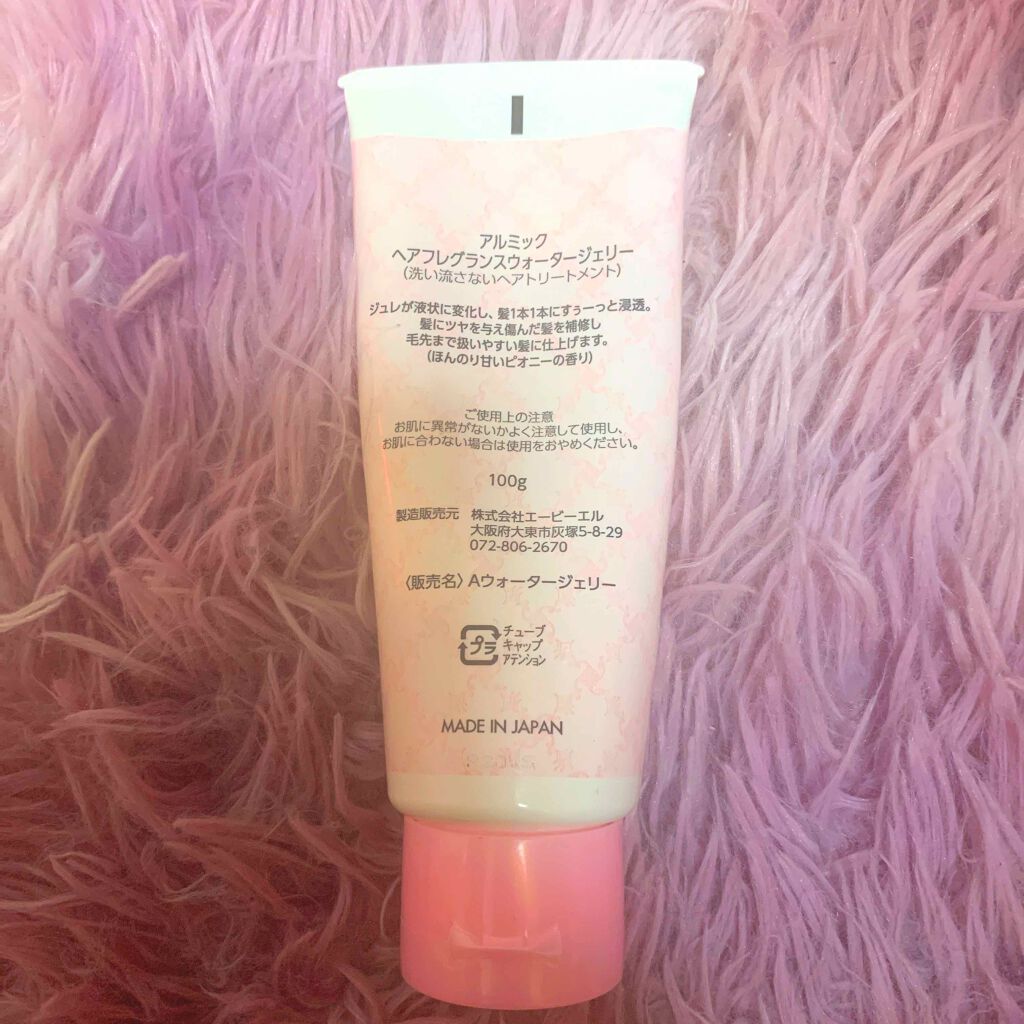 アルミック
ヘアフレグランスウォータージェリー
(洗い流さないヘアトリートメント)
ジュレが液状に変化し、髪1本1本にすぅーっと浸透。
髪にツヤを与え傷んだ髪を補修し
毛先まで扱いやすい髪に仕上げます。
(ほんのり甘いピオニーの香り)
ご使用上の注意
お肌に異常がないかよく注意して使用し、
お肌に合わない場合は使用をおやめください。
100g
製造販売元 株式会社エービーエル
大阪府大東市灰塚5-8-29
072-806-2670
〈販売名〉Aウォータージェリー
プラ チューブ
キャップ
アテンション
MADE IN JAPAN